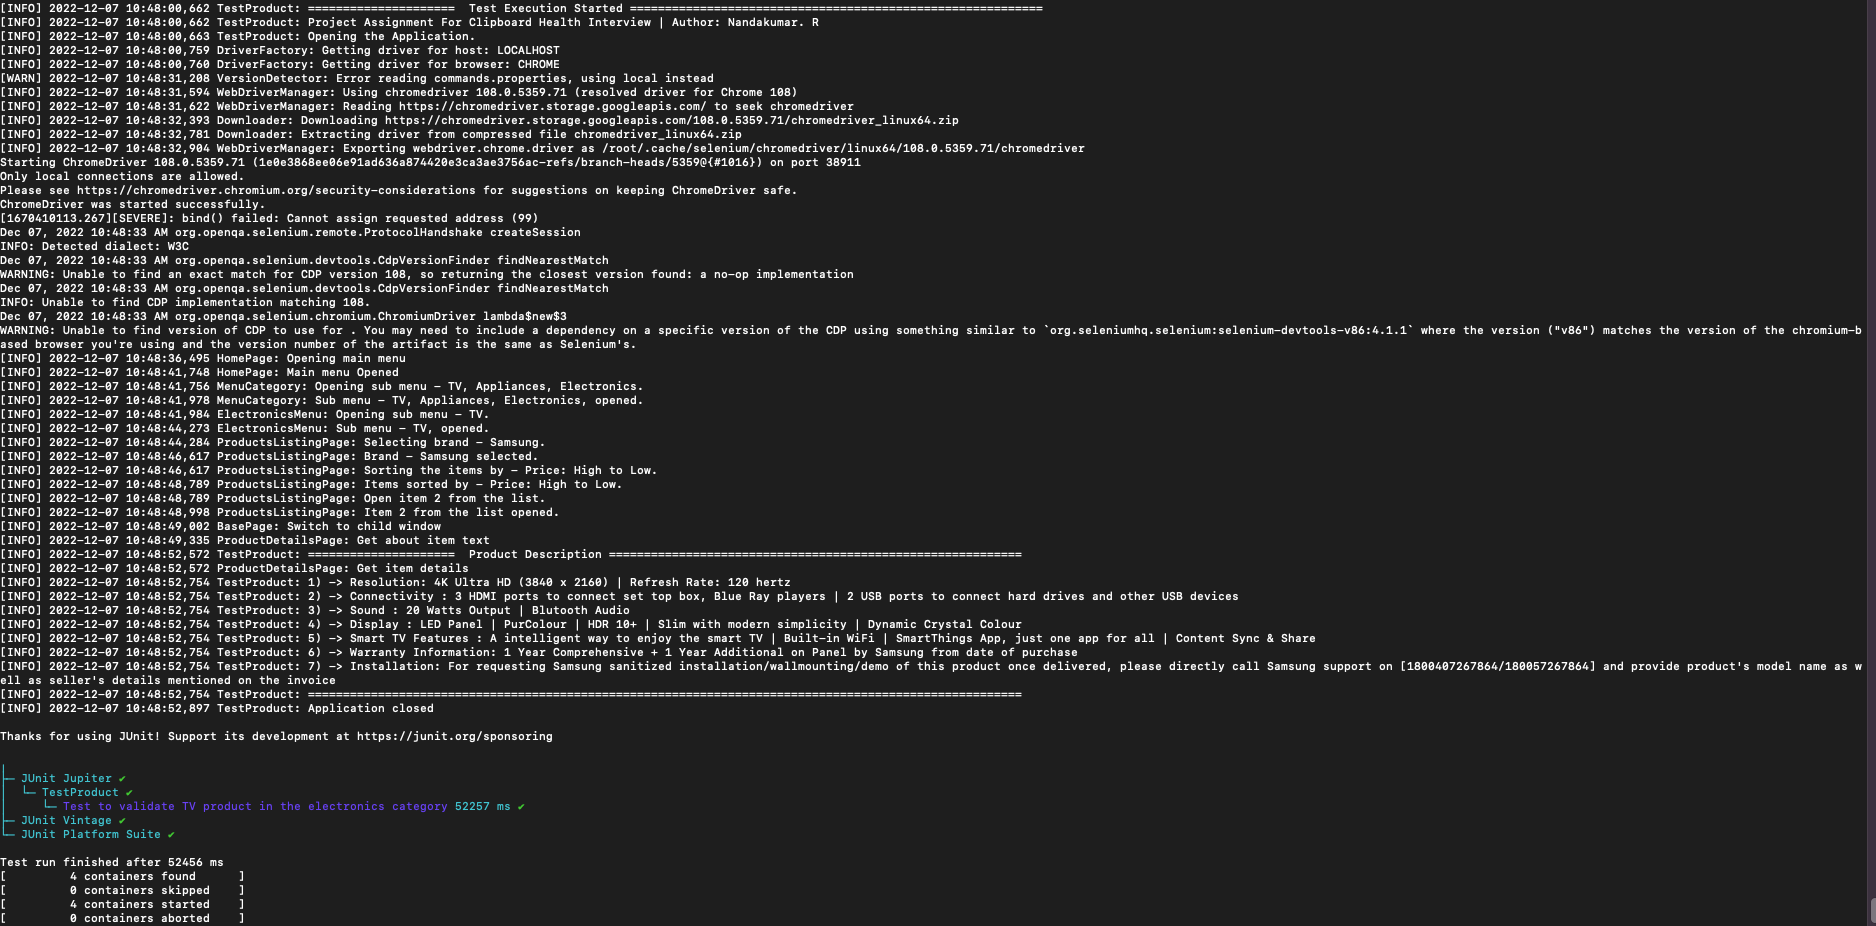 [INFO] 2022-12-07 10:48:00,662 TestProduct: =====================  Test Execution Started ===========================================================
[INFO] 2022-12-07 10:48:00,662 TestProduct: Project Assignment For Clipboard Health Interview | Author: Nandakumar. R
[INFO] 2022-12-07 10:48:00,663 TestProduct: Opening the Application.
[INFO] 2022-12-07 10:48:00,759 DriverFactory: Getting driver for host: LOCALHOST
[INFO] 2022-12-07 10:48:00,760 DriverFactory: Getting driver for browser: CHROME
[WARN] 2022-12-07 10:48:31,208 VersionDetector: Error reading commands.properties, using local instead
[INFO] 2022-12-07 10:48:31,594 WebDriverManager: Using chromedriver 108.0.5359.71 (resolved driver for Chrome 108)
[INFO] 2022-12-07 10:48:31,622 WebDriverManager: Reading https://chromedriver.storage.googleapis.com/ to seek chromedriver
[INFO] 2022-12-07 10:48:32,393 Downloader: Downloading https://chromedriver.storage.googleapis.com/108.0.5359.71/chromedriver_linux64.zip
[INFO] 2022-12-07 10:48:32,781 Downloader: Extracting driver from compressed file chromedriver_linux64.zip
[INFO] 2022-12-07 10:48:32,904 WebDriverManager: Exporting webdriver.chrome.driver as /root/.cache/selenium/chromedriver/linux64/108.0.5359.71/chromedriver
Starting ChromeDriver 108.0.5359.71 (1e0e3868ee06e91ad636a874420e3ca3ae3756ac-refs/branch-heads/5359@{#1016}) on port 38911
Only local connections are allowed.
Please see https://chromedriver.chromium.org/security-considerations for suggestions on keeping ChromeDriver safe.
ChromeDriver was started successfully.
[1670410113.267][SEVERE]: bind() failed: Cannot assign requested address (99)
Dec 07, 2022 10:48:33 AM org.openqa.selenium.remote.ProtocolHandshake createSession
INFO: Detected dialect: W3C
Dec 07, 2022 10:48:33 AM org.openqa.selenium.devtools.CdpVersionFinder findNearestMatch
WARNING: Unable to find an exact match for CDP version 108, so returning the closest version found: a no-op implementation
Dec 07, 2022 10:48:33 AM org.openqa.selenium.devtools.CdpVersionFinder findNearestMatch
INFO: Unable to find CDP implementation matching 108.
Dec 07, 2022 10:48:33 AM org.openqa.selenium.chromium.ChromiumDriver lambda$new$3
WARNING: Unable to find version of CDP to use for . You may need to include a dependency on a specific version of the CDP using something similar to `org.seleniumhq.selenium:selenium-devtools-v86:4.1.1` where the version ("v86") matches the version of the chromium-b
ased browser you're using and the version number of the artifact is the same as Selenium's.
[INFO] 2022-12-07 10:48:36,495 HomePage: Opening main menu
[INFO] 2022-12-07 10:48:41,748 HomePage: Main menu Opened
[INFO] 2022-12-07 10:48:41,756 MenuCategory: Opening sub menu – TV, Appliances, Electronics.
[INFO] 2022-12-07 10:48:41,978 MenuCategory: Sub menu – TV, Appliances, Electronics, opened.
[INFO] 2022-12-07 10:48:41,984 ElectronicsMenu: Opening sub menu – TV.
[INFO] 2022-12-07 10:48:44,273 ElectronicsMenu: Sub menu – TV, opened.
[INFO] 2022-12-07 10:48:44,284 ProductsListingPage: Selecting brand – Samsung.
[INFO] 2022-12-07 10:48:46,617 ProductsListingPage: Brand – Samsung selected.
[INFO] 2022-12-07 10:48:46,617 ProductsListingPage: Sorting the items by – Price: High to Low.
[INFO] 2022-12-07 10:48:48,789 ProductsListingPage: Items sorted by – Price: High to Low.
[INFO] 2022-12-07 10:48:48,789 ProductsListingPage: Open item 2 from the list.
[INFO] 2022-12-07 10:48:48,998 ProductsListingPage: Item 2 from the list opened.
[INFO] 2022-12-07 10:48:49,002 BasePage: Switch to child window
[INFO] 2022-12-07 10:48:49,335 ProductDetailsPage: Get about item text
[INFO] 2022-12-07 10:48:52,572 TestProduct: =====================  Product Description ===========================================================
[INFO] 2022-12-07 10:48:52,572 ProductDetailsPage: Get item details
[INFO] 2022-12-07 10:48:52,754 TestProduct: 1) -> Resolution: 4K Ultra HD (3840 x 2160) | Refresh Rate: 120 hertz
[INFO] 2022-12-07 10:48:52,754 TestProduct: 2) -> Connectivity : 3 HDMI ports to connect set top box, Blue Ray players | 2 USB ports to connect hard drives and other USB devices
[INFO] 2022-12-07 10:48:52,754 TestProduct: 3) -> Sound : 20 Watts Output | Blutooth Audio
[INFO] 2022-12-07 10:48:52,754 TestProduct: 4) -> Display : LED Panel | PurColour | HDR 10+ | Slim with modern simplicity | Dynamic Crystal Colour
[INFO] 2022-12-07 10:48:52,754 TestProduct: 5) -> Smart TV Features : A intelligent way to enjoy the smart TV | Built-in WiFi | SmartThings App, just one app for all | Content Sync & Share
[INFO] 2022-12-07 10:48:52,754 TestProduct: 6) -> Warranty Information: 1 Year Comprehensive + 1 Year Additional on Panel by Samsung from date of purchase
[INFO] 2022-12-07 10:48:52,754 TestProduct: 7) -> Installation: For requesting Samsung sanitized installation/wallmounting/demo of this product once delivered, please directly call Samsung support on [1800407267864/180057267864] and provide product's model name as w
ell as seller's details mentioned on the invoice
[INFO] 2022-12-07 10:48:52,754 TestProduct: ======================================================================================================
[INFO] 2022-12-07 10:48:52,897 TestProduct: Application closed
Thanks for using JUnit! Support its development at https://junit.org/sponsoring
├─ JUnit Jupiter ✔
│  └─ TestProduct ✔
│     └─ Test to validate TV product in the electronics category 52257 ms ✔
├─ JUnit Vintage ✔
└─ JUnit Platform Suite ✔
Test run finished after 52456 ms
[         4 containers found      ]
[         0 containers skipped    ]
[         4 containers started    ]
[         0 containers aborted    ]